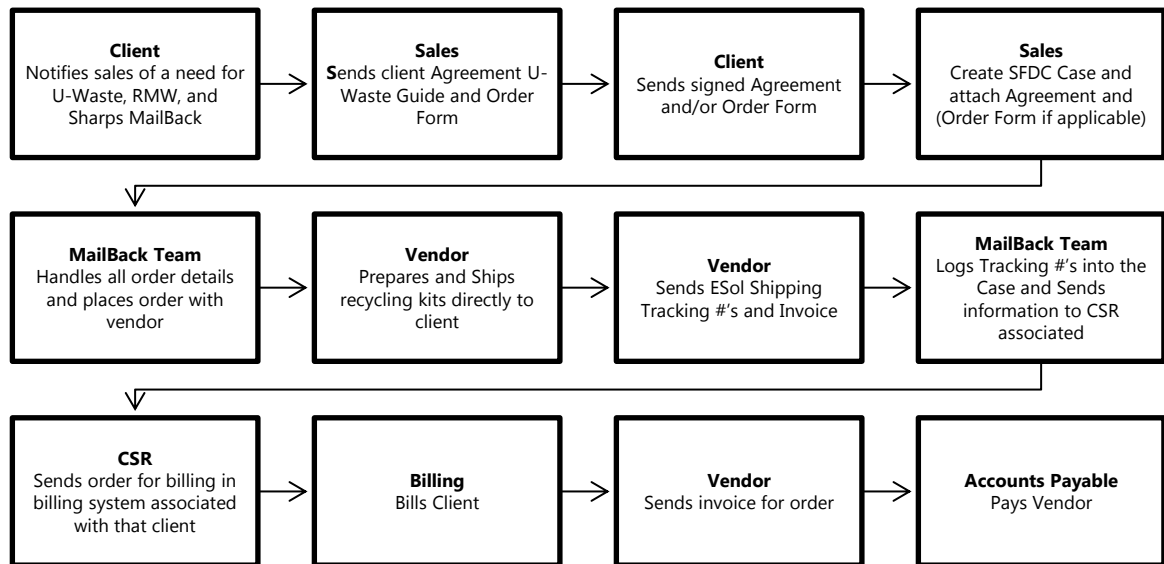 Client
Notifies sales of a need for
U-Waste, RMW, and
Sharps MailBack
Sales
Sends client Agreement U-
Waste Guide and Order
Form
Client
Sends signed Agreement
and/or Order Form
Sales
Create SFDC Case and
attach Agreement and
(Order Form if applicable)
MailBack Team
Handles all order details
and places order with
vendor
Vendor
Prepares and Ships
recycling kits directly to
client
Vendor
Sends ESol Shipping
Tracking #'s and Invoice
MailBack Team
Logs Tracking #'s into the
Case and Sends
information to CSR
associated
CSR
Sends order for billing in
billing system associated
with that client
Billing
Bills Client
Vendor
Sends invoice for order
Accounts Payable
Pays Vendor